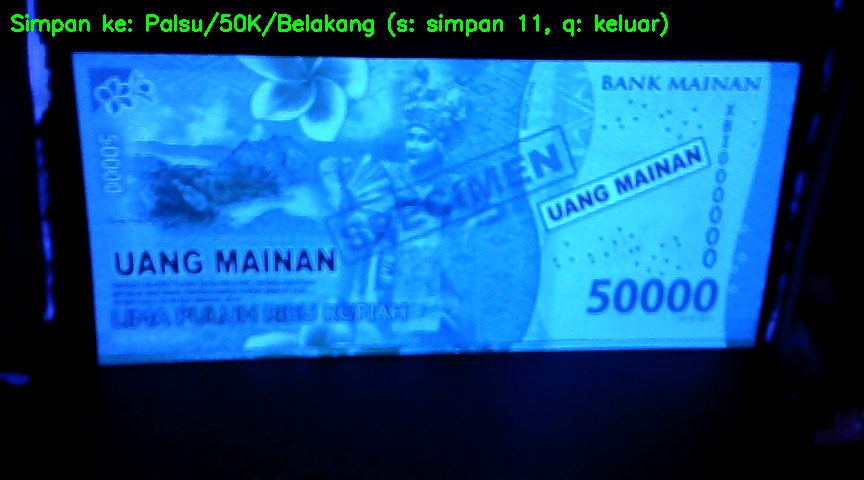 Simpan ke: Palsu/50K/Belakang (s: simpan 11, q: keluar)
BANK MAINAN
50000
SPECIMEN
UANG MAINAN
UANG MAINAN
LIMA PULUH RIBU RUPIAH
50000